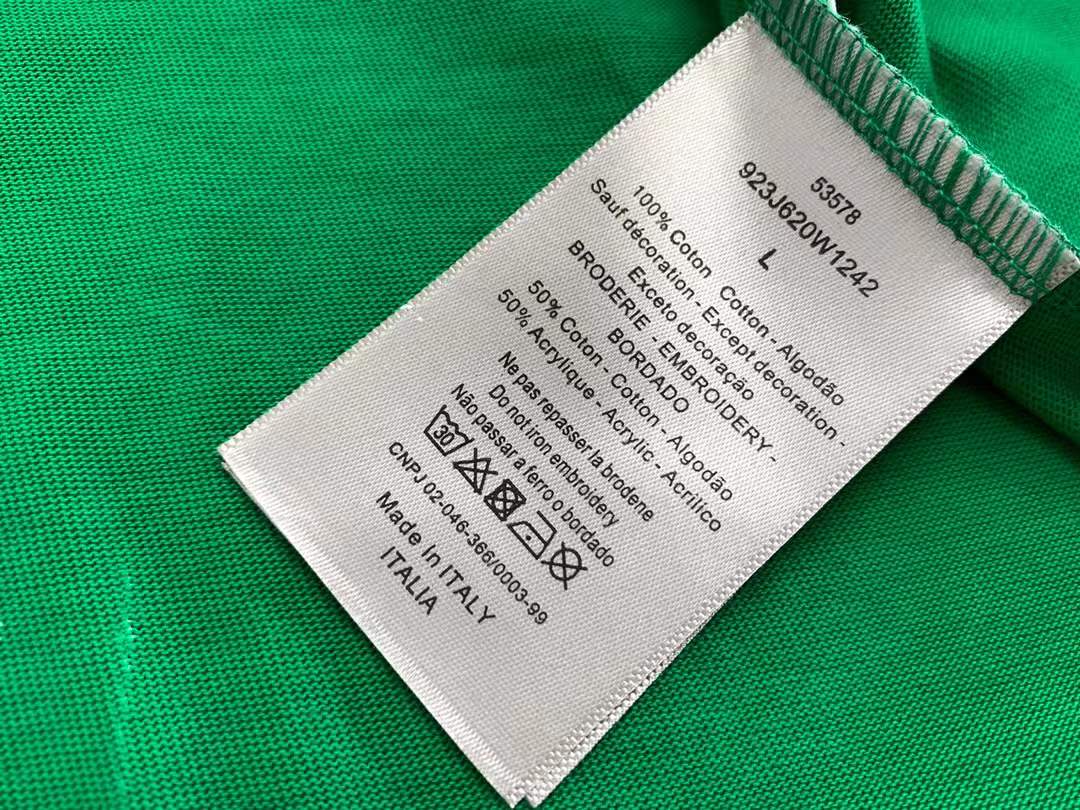 53578
923J620W1242
L
100% Coton Cotton - Algodão
Sauf décoration - Except decoration -
Exceto decoração
BRODERIE - EMBROIDERY -
BORDADO
50% Coton - Cotton - Algodão
50% Acrylique - Acrylic - Acrilico
Ne pas repasser la brodene
Do not iron embroidery
Não passar a ferro o bordado
30
CNPJ 02-046-366/0003-99
Made In ITALY
ITALIA